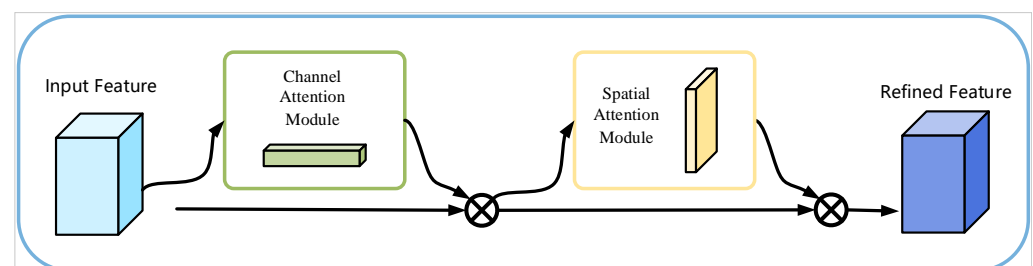 Input Feature
Channel
Attention
Module
Spatial
Attention
Module
Refined Feature